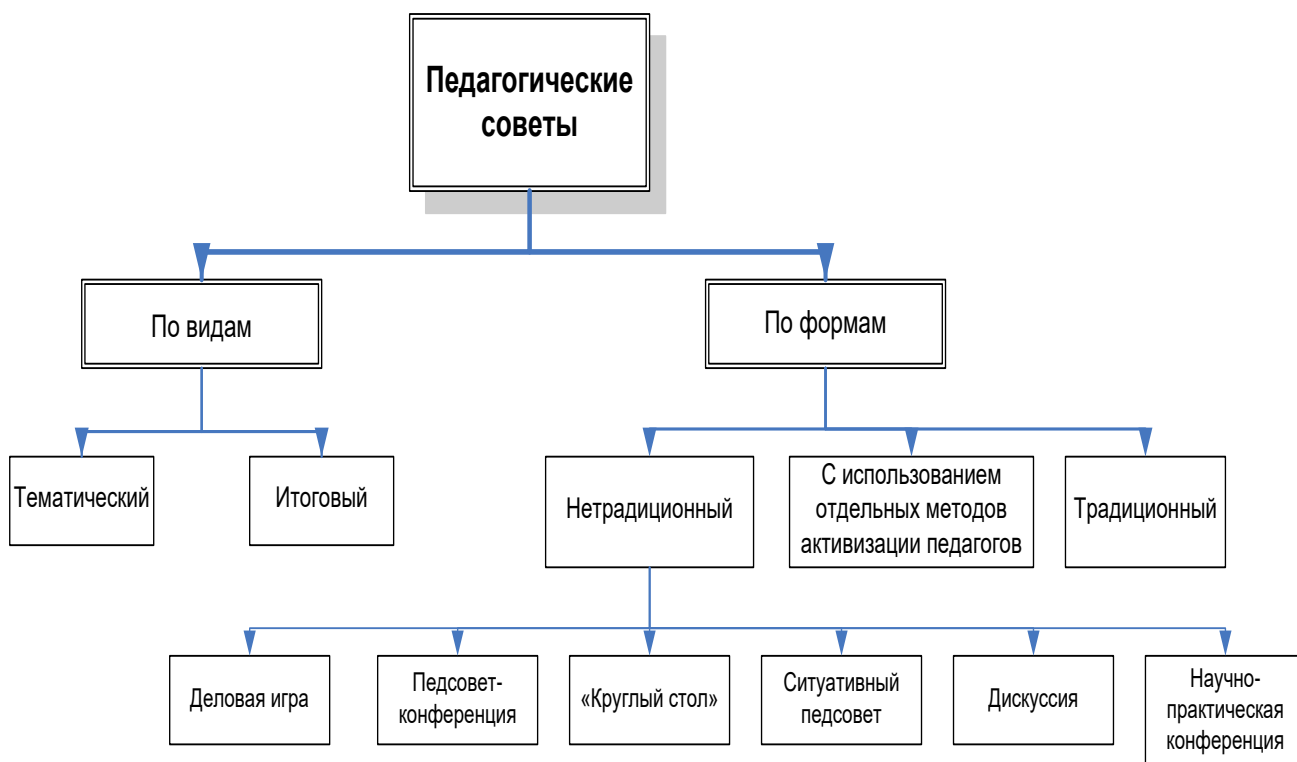 Педагогические
советы
По видам
По формам
Тематический
Итоговый
Нетрадиционный
С использованием
отдельных методов
активизации педагогов
Традиционный
Деловая игра
Педсовет-
конференция
«Круглый стол»
Ситуативный
педсовет
Дискуссия
Научно-
практическая
конференция